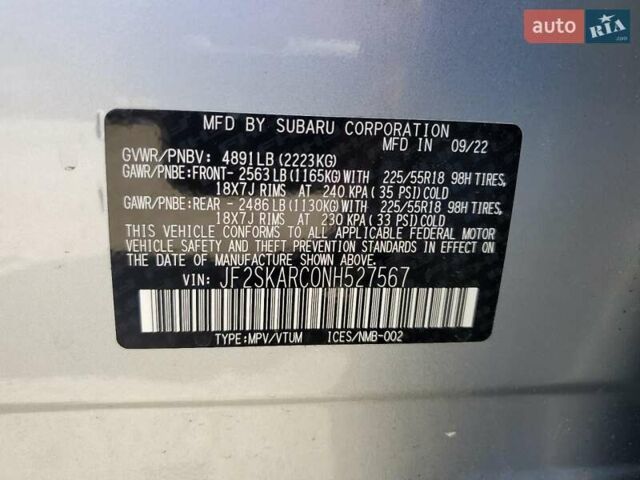 auto RIA.com
MFD BY SUBARU CORPORATION
MFD IN 09/22
GVWR/PNBV: 4891LB(2223KG)
GAWR/PNBE:FRONT- 2563LB(1165KG)WITH 225/55R18 98H TIRES,
18X7J RIMS AT 240 KPA (35 PSI)COLD
GAWR/PNBE:REAR - 2486LB(1130KG)WITH 225/55R18 98H TIRES,
18X7J RIMS AT 230 KPA (33 PSI)COLD
THIS VEHICLE CONFORMS TO ALL APPLICABLE FEDERAL MOTOR
VEHICLE SAFETY AND THEFT PREVENTION STANDARDS IN EFFECT
ON THE DATE OF MANUFACTURE SHOWN ABOVE.
VIN: JF2SKARC0NH527567
TYPE:MPV/VTUM ICES/NMB-002